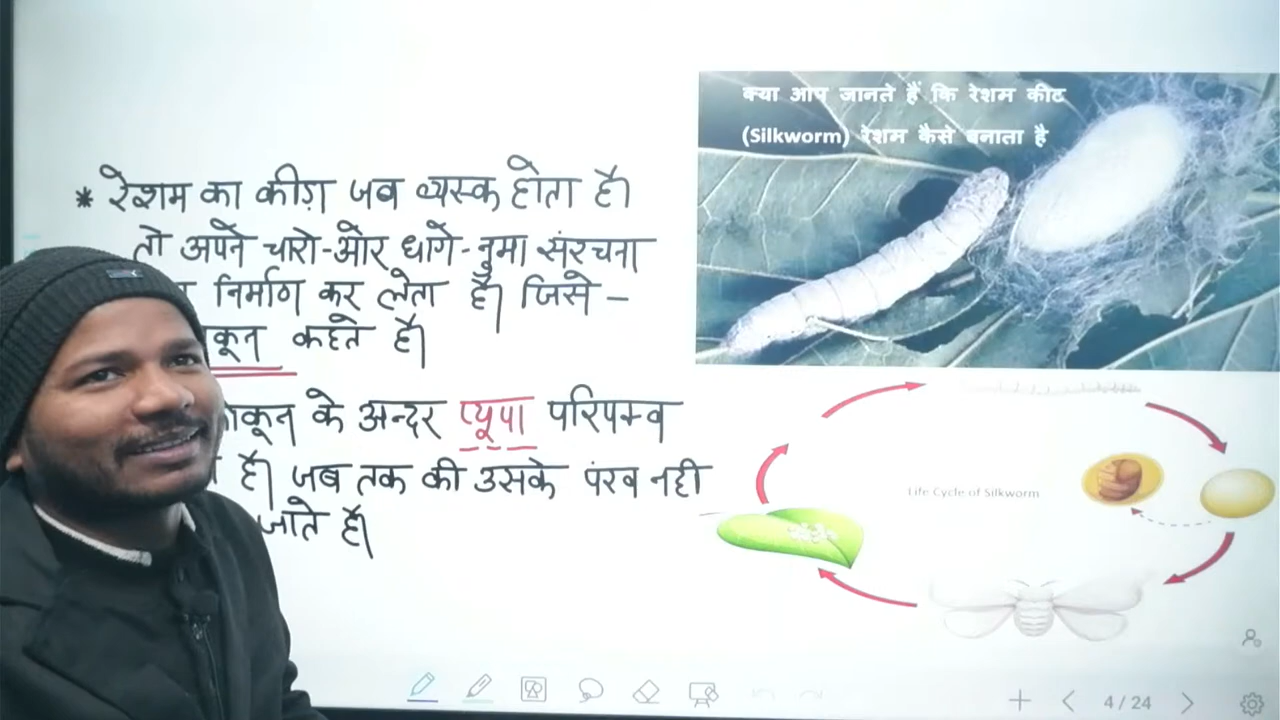 * रेशम का कीड़ा जब व्यस्क होता है।
तो अपने चारो-ओर धागे-नुमा संरचना
निर्माण कर लेता है। जिसे -
कून कहते है।
के अन्दर प्यूपा परिपक्व
है। जब तक की उसके पंख नही
जाते है।
क्या आप जानते हैं कि रेशम कीट
(Silkworm) रेशम कैसे बनाता है
Life Cycle of Silkworm
4/24